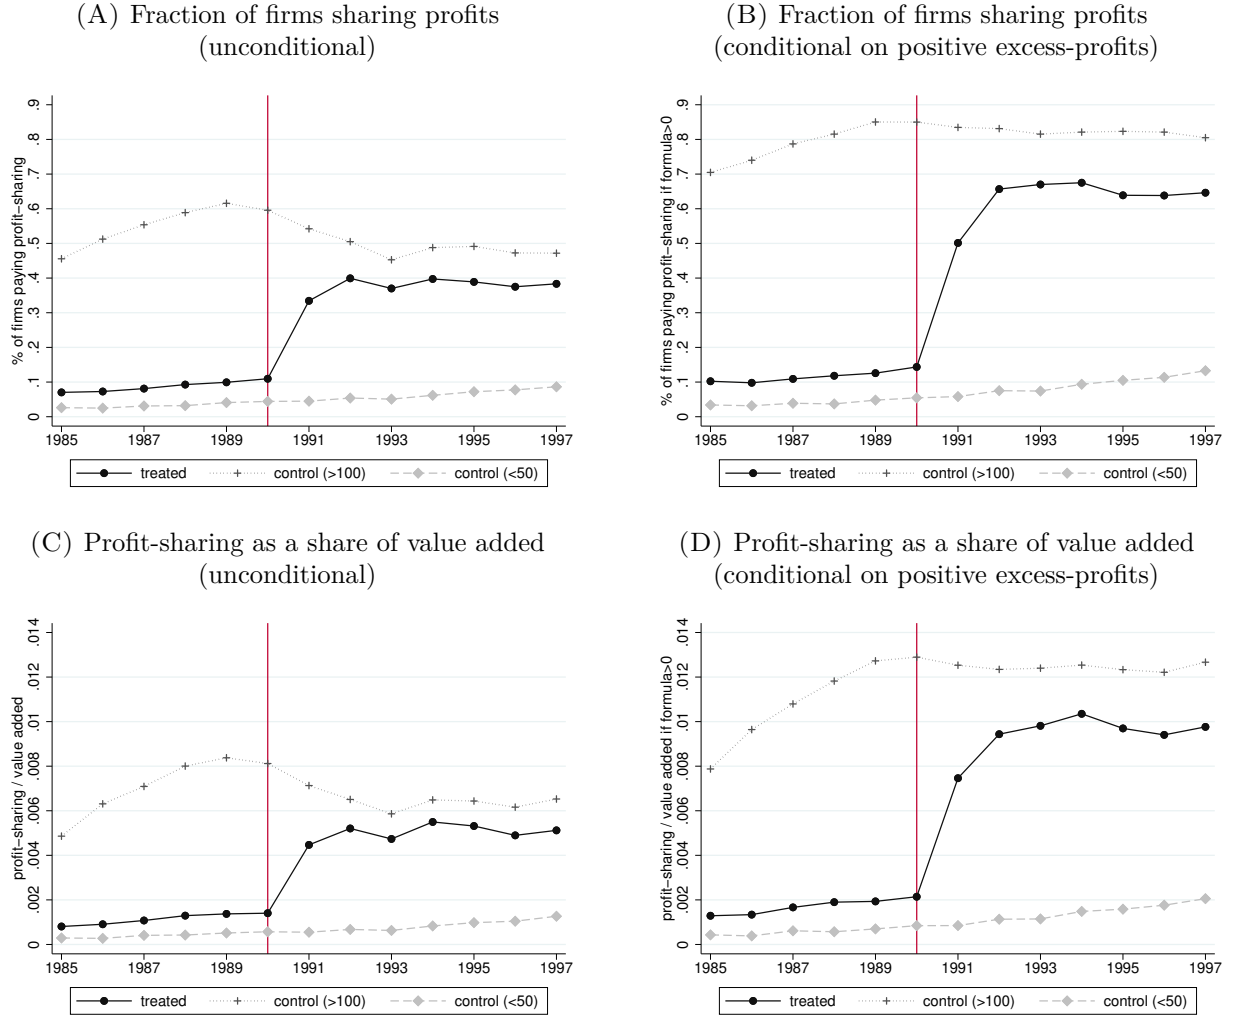 (A) Fraction of firms sharing profits
(unconditional)
% of firms paying profit-sharing
.9
.8
.7
.6
.5
.4
.3
.2
.1
0
1985 1987 1989 1991 1993 1995 1997
treated control (>100) control (<50)
(B) Fraction of firms sharing profits
(conditional on positive excess-profits)
% of firms paying profit-sharing if formula>0
.9
.8
.7
.6
.5
.4
.3
.2
.1
0
1985 1987 1989 1991 1993 1995 1997
treated control (>100) control (<50)
(C) Profit-sharing as a share of value added
(unconditional)
profit-sharing / value added
.014
.012
.01
.008
.006
.004
.002
0
1985 1987 1989 1991 1993 1995 1997
treated control (>100) control (<50)
(D) Profit-sharing as a share of value added
(conditional on positive excess-profits)
profit-sharing / value added if formula>0
.014
.012
.01
.008
.006
.004
.002
0
1985 1987 1989 1991 1993 1995 1997
treated control (>100) control (<50)